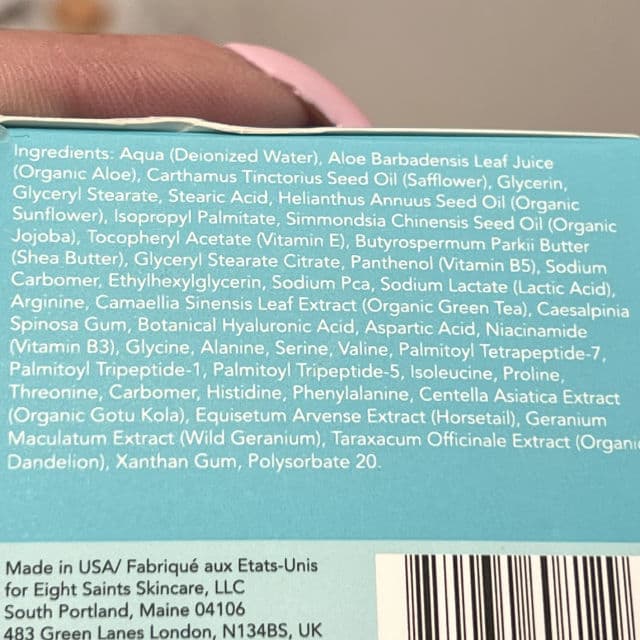 Ingredients: Aqua (Deionized Water), Aloe Barbadensis Leaf Juice
(Organic Aloe), Carthamus Tinctorius Seed Oil (Safflower), Glycerin,
Glyceryl Stearate, Stearic Acid, Helianthus Annuus Seed Oil (Organic
Sunflower), Isopropyl Palmitate, Simmondsia Chinensis Seed Oil (Organic
Jojoba), Tocopheryl Acetate (Vitamin E), Butyrospermum Parkii Butter
(Shea Butter), Glyceryl Stearate Citrate, Panthenol (Vitamin B5), Sodium
Carbomer, Ethylhexylglycerin, Sodium Pca, Sodium Lactate (Lactic Acid),
Arginine, Camaellia Sinensis Leaf Extract (Organic Green Tea), Caesalpinia
Spinosa Gum, Botanical Hyaluronic Acid, Aspartic Acid, Niacinamide
(Vitamin B3), Glycine, Alanine, Serine, Valine, Palmitoyl Tetrapeptide-7,
Palmitoyl Tripeptide-1, Palmitoyl Tripeptide-5, Isoleucine, Proline,
Threonine, Carbomer, Histidine, Phenylalanine, Centella Asiatica Extract
(Organic Gotu Kola), Equisetum Arvense Extract (Horsetail), Geranium
Maculatum Extract (Wild Geranium), Taraxacum Officinale Extract (Organic
Dandelion), Xanthan Gum, Polysorbate 20.
Made in USA/ Fabriqué aux Etats-Unis
for Eight Saints Skincare, LLC
South Portland, Maine 04106
483 Green Lanes London, N134BS, UK